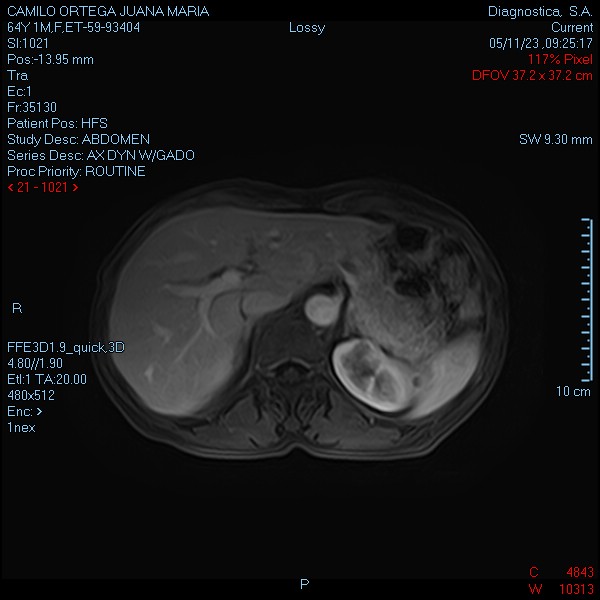 CAMILO ORTEGA JUANA MARIA
64Y 1M,F,ET-59-93404
SI:1021
Pos:-13.95 mm
Tra
Ec:1
Fr:35130
Patient Pos: HFS
Study Desc: ABDOMEN
Series Desc: AX DYN W/GADO
Proc Priority: ROUTINE
< 21 - 1021 >
Lossy
Diagnostica, S.A.
Current
05/11/23 ,09:25:17
117% Pixel
DFOV 37.2 x 37.2 cm
SW 9.30 mm
R
FFE3D1.9_quick,3D
4.80//1.90
Etl:1 TA:20.00
480x512
Enc: >
1nex
10 cm
P
C 4843
W 10313